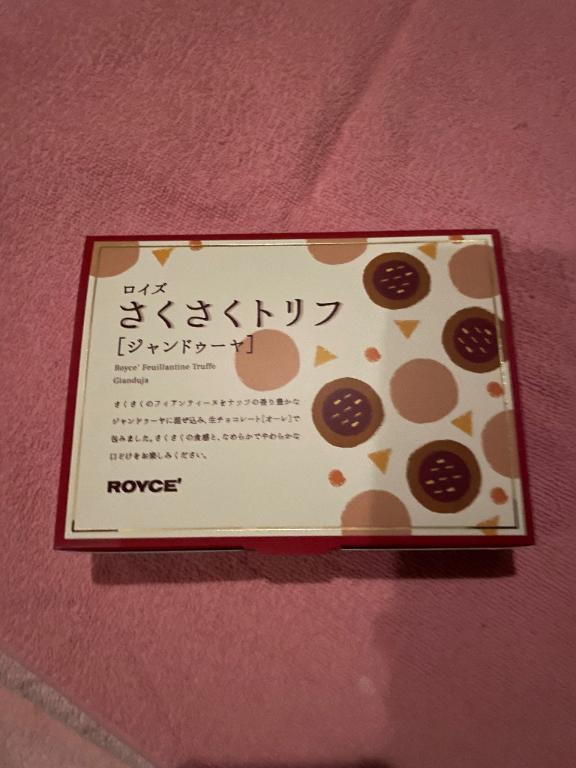 ロイズ
さくさくトリフ
[ジャンドゥーヤ]
Royce' Feuillantine Truffe
Gianduja
さくさくのフィアンティーヌをナッツの香り豊かな
ジャンドゥーヤに混ぜ込み、生チョコレート[オーレ]で
包みました。さくさくの食感と、なめらかでやわらかな
口どけをお楽しみください。
ROYCE'